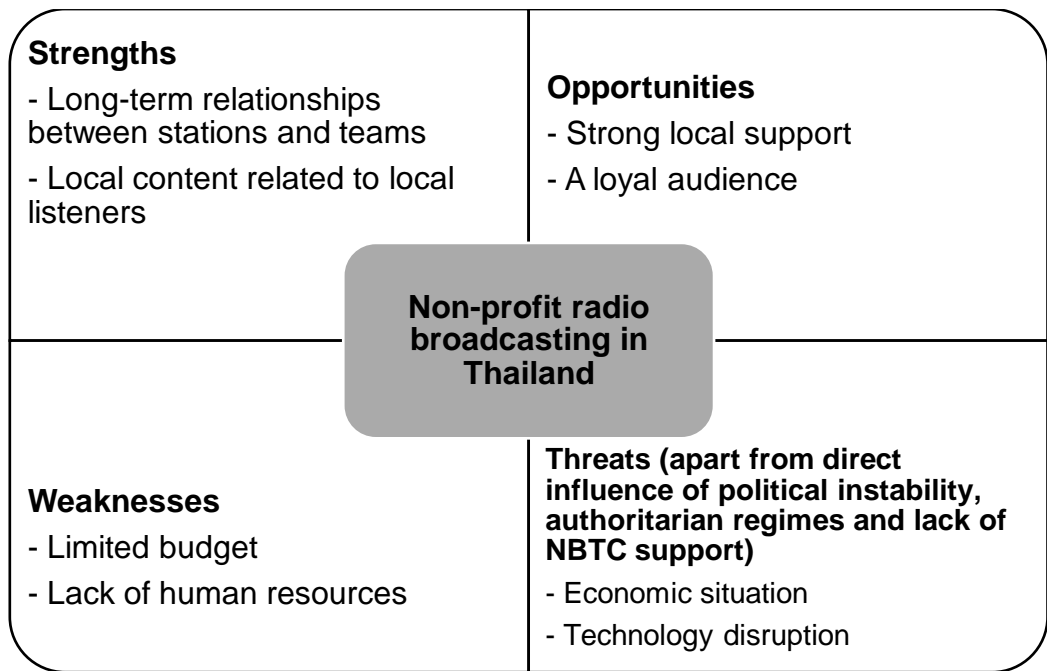 Strengths
- Long-term relationships
between stations and teams
- Local content related to local
listeners
Opportunities
- Strong local support
- A loyal audience
Non-profit radio
broadcasting in
Thailand
Weaknesses
- Limited budget
- Lack of human resources
Threats (apart from direct
influence of political instability,
authoritarian regimes and lack of
NBTC support)
- Economic situation
- Technology disruption